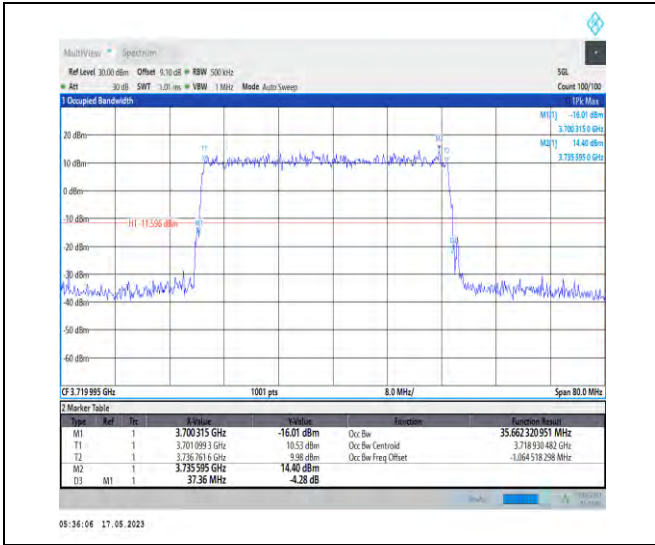 MultiView Spectrum
Ref Level 30.00 dBm Offset 9.10 dB RBW 500 kHz SGL
Att 30 dB SWT 1.01 ms VBW 1 MHz Mode Auto Sweep Count 100/100
1 Occupied Bandwidth 1Pk Max
M1[1] -16.01 dBm
3.700 315 0 GHz
M2[1] 14.40 dBm
3.735 595 0 GHz
20 dBm
10 dBm
0 dBm
-10 dBm
H1 -11.596 dBm
-20 dBm
-30 dBm
-40 dBm
-50 dBm
-60 dBm
T1
M2
T2
M1
D3
CF 3.719 995 GHz 1001 pts 8.0 MHz/ Span 80.0 MHz
2 Marker Table
Type Ref Trc X-Value Y-Value Function Function Result
M1 1 3.700315 GHz -16.01 dBm Occ Bw 35.662 320 951 MHz
T1 1 3.701 099 3 GHz 10.53 dBm Occ Bw Centroid 3.718 930 482 GHz
T2 1 3.736 761 6 GHz 9.98 dBm Occ Bw Freq Offset -1.064 518 298 MHz
M2 1 3.735 595 GHz 14.40 dBm
D3 M1 1 37.36 MHz -4.28 dB
05:36:06 17.05.2023